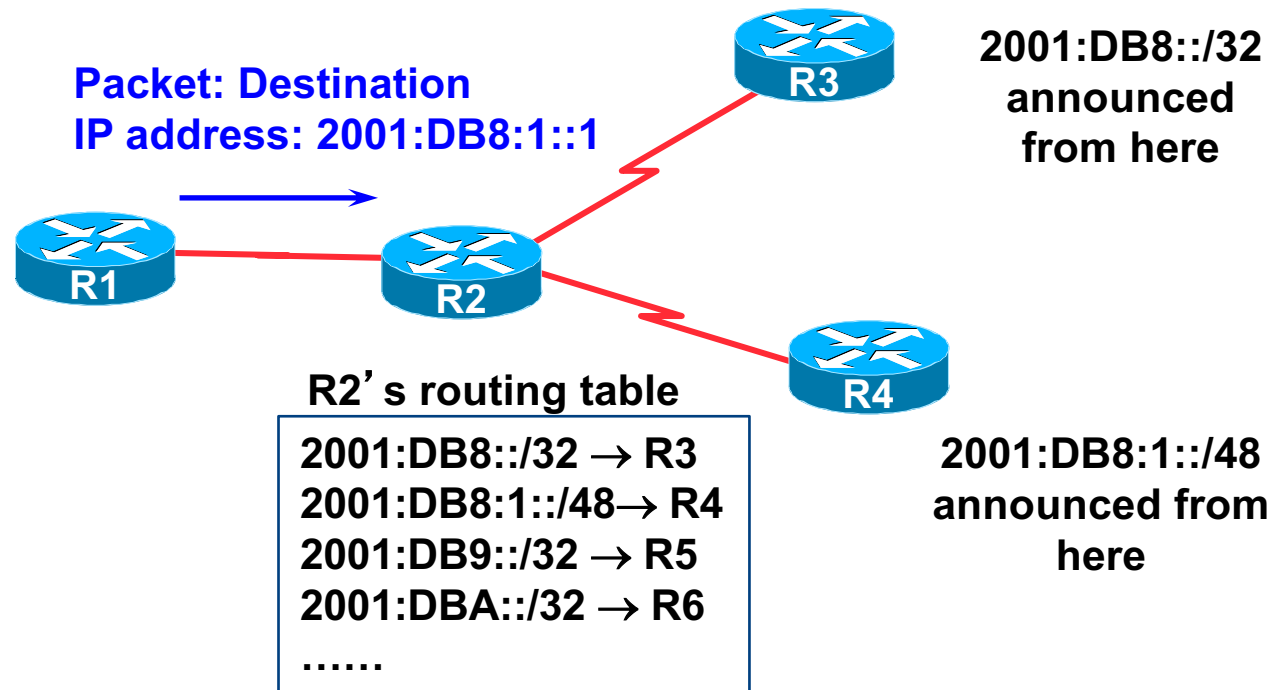 Packet: Destination
IP address: 2001:DB8:1::1
R3
2001:DB8::/32
announced
from here
R1
R2
R4
R2’s routing table
2001:DB8::/32 → R3
2001:DB8:1::/48→ R4
2001:DB9::/32 → R5
2001:DBA::/32 → R6
……
2001:DB8:1::/48
announced from
here